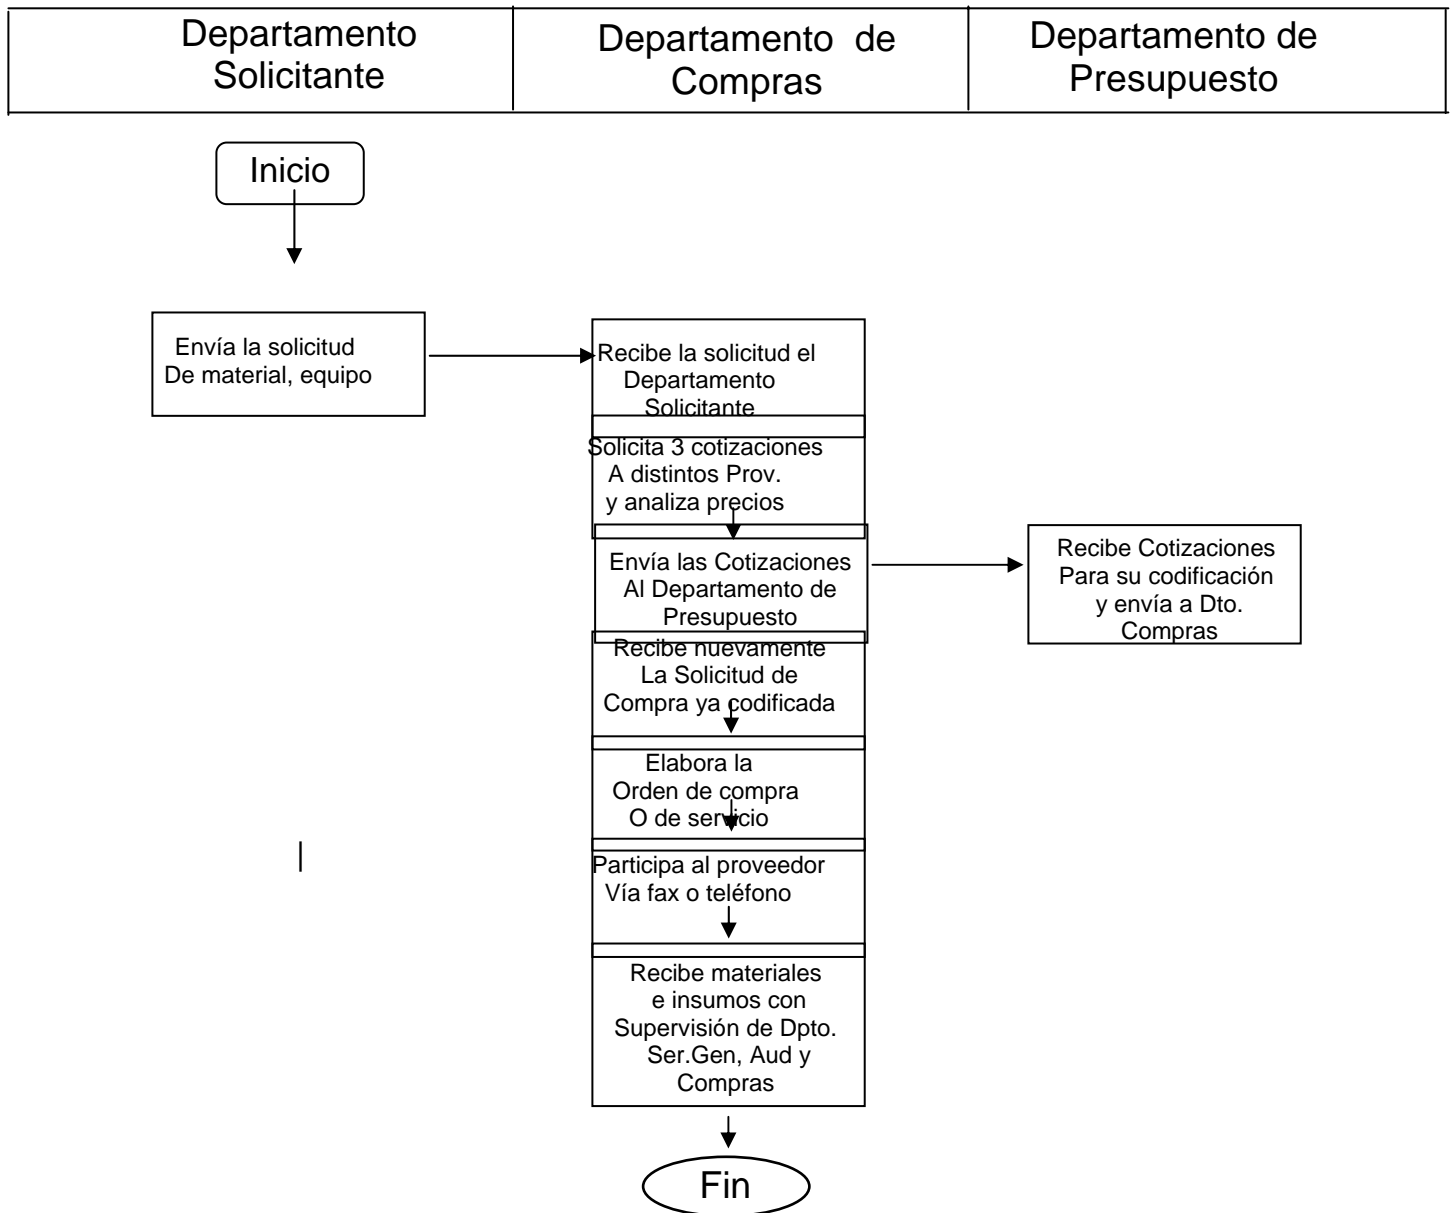 Departamento
Solicitante
Departamento de
Compras
Departamento de
Presupuesto
Inicio
Envía la solicitud
De material, equipo
Recibe la solicitud el
Departamento
Solicitante
Solicita 3 cotizaciones
A distintos Prov.
y analiza precios
Envía las Cotizaciones
Al Departamento de
Presupuesto
Recibe Cotizaciones
Para su codificación
y envía a Dto.
Compras
Recibe nuevamente
La Solicitud de
Compra ya codificada
Elabora la
Orden de compra
O de servicio
Participa al proveedor
Vía fax o teléfono
Recibe materiales
e insumos con
Supervisión de Dpto.
Ser.Gen, Aud y
Compras
Fin